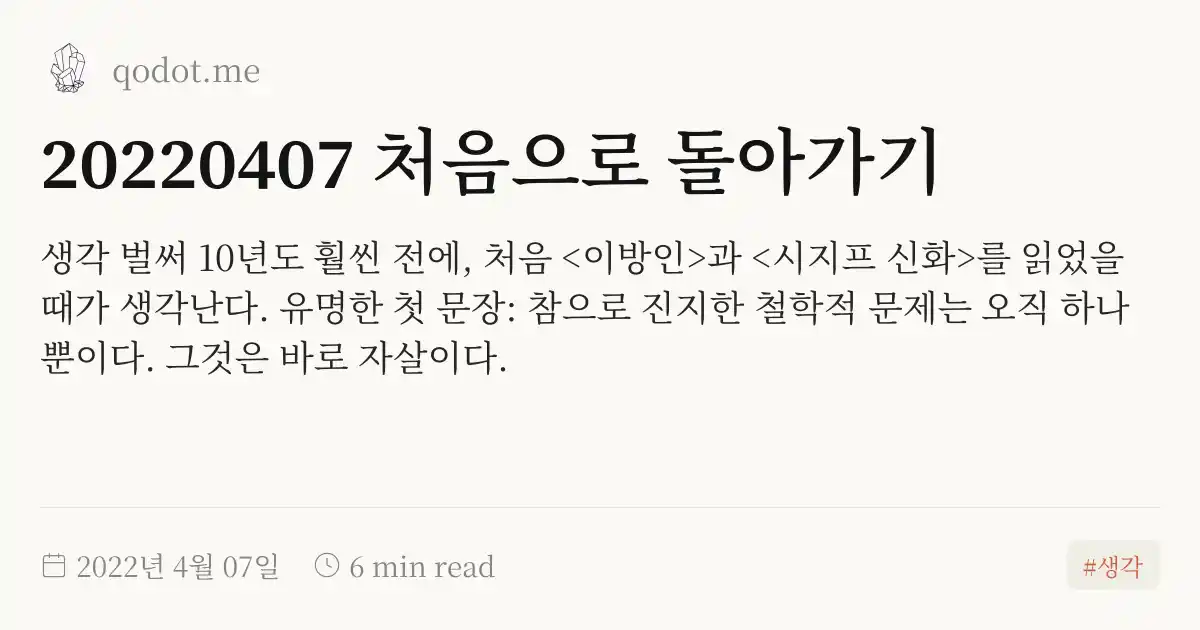 qodot.me
20220407 처음으로 돌아가기
생각 벌써 10년도 훨씬 전에, 처음 <이방인>과 <시지프 신화>를 읽었을
때가 생각난다. 유명한 첫 문장: 참으로 진지한 철학적 문제는 오직 하나
뿐이다. 그것은 바로 자살이다.
2022년 4월 07일 6 min read
#생각